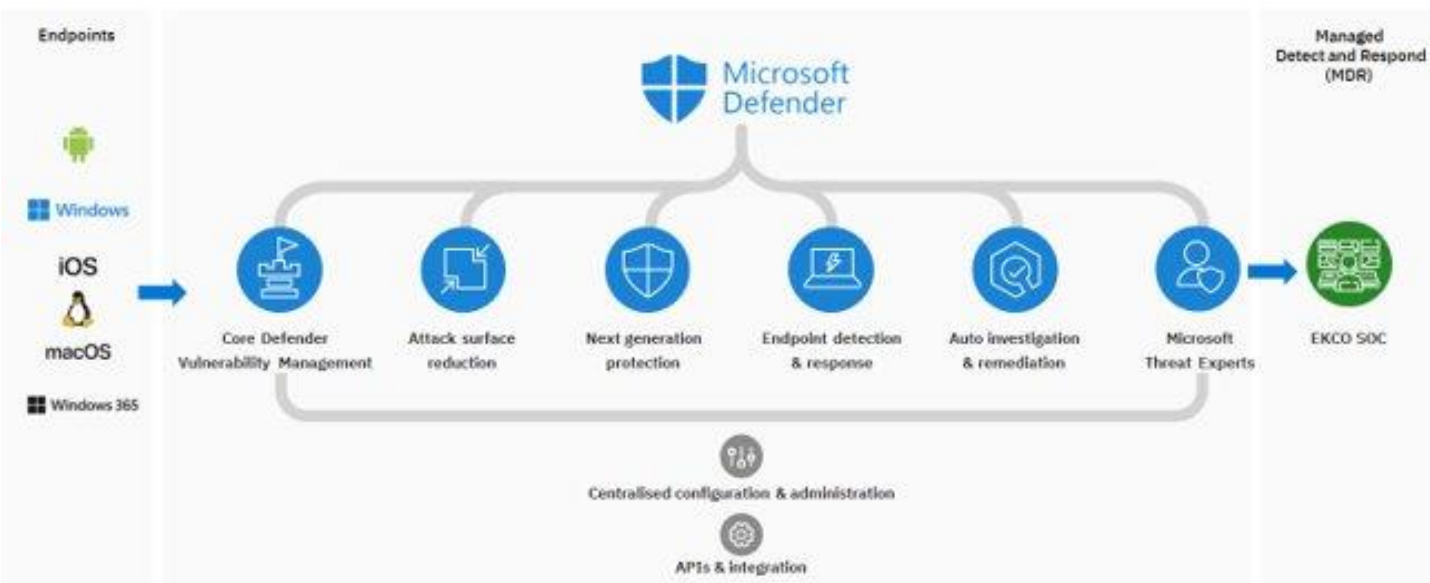 Endpoints
Windows
iOS
macOS
Windows 365
Microsoft
Defender
Core Defender
Vulnerability Management
Attack surface
reduction
Next generation
protection
Endpoint detection
& response
Auto investigation
& remediation
Microsoft
Threat Experts
Centralised configuration & administration
APIs & integration
Managed
Detect and Respond
(MDR)
EKCO SOC